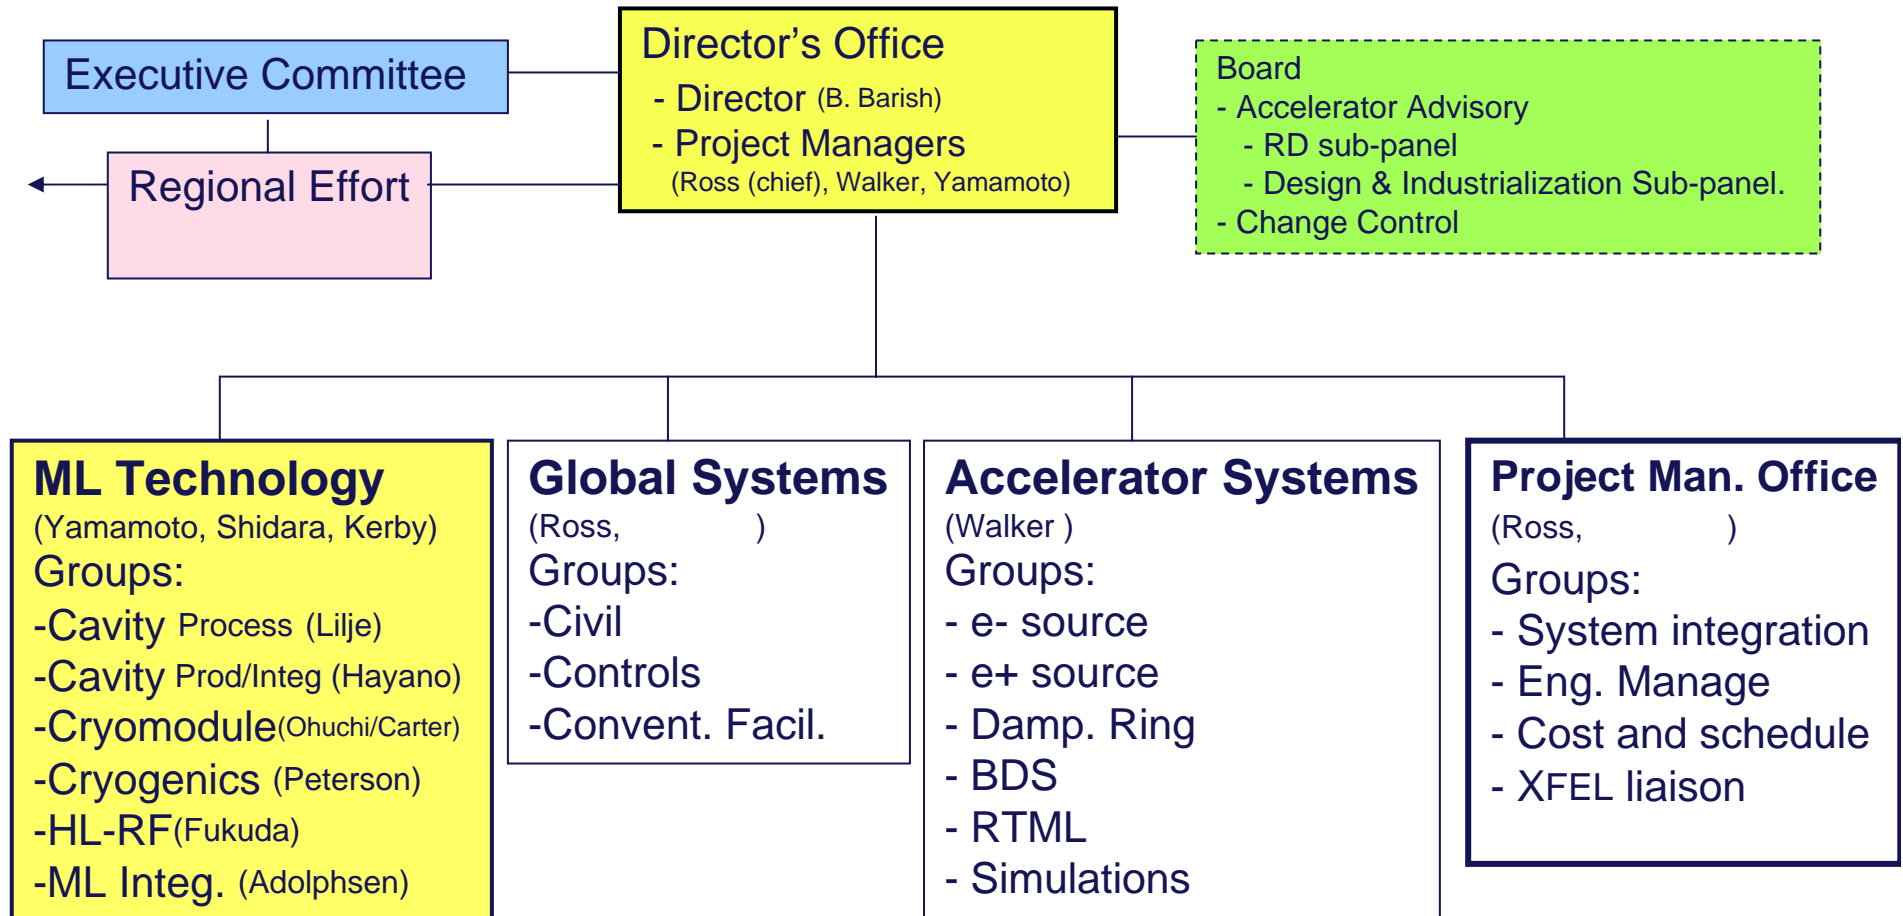 Executive Committee
Regional Effort
Director's Office
- Director (B. Barish)
- Project Managers
(Ross (chief), Walker, Yamamoto)
Board
- Accelerator Advisory
- RD sub-panel
- Design & Industrialization Sub-panel.
- Change Control
ML Technology
(Yamamoto, Shidara, Kerby)
Groups:
-Cavity Process (Lilje)
-Cavity Prod/Integ (Hayano)
-Cryomodule(Ohuchi/Carter)
-Cryogenics (Peterson)
-HL-RF(Fukuda)
-ML Integ. (Adolphsen)
Global Systems
(Ross, )
Groups:
-Civil
-Controls
-Convent. Facil.
Accelerator Systems
(Walker )
Groups:
- e- source
- e+ source
- Damp. Ring
- BDS
- RTML
- Simulations
Project Man. Office
(Ross, )
Groups:
- System integration
- Eng. Manage
- Cost and schedule
- XFEL liaison